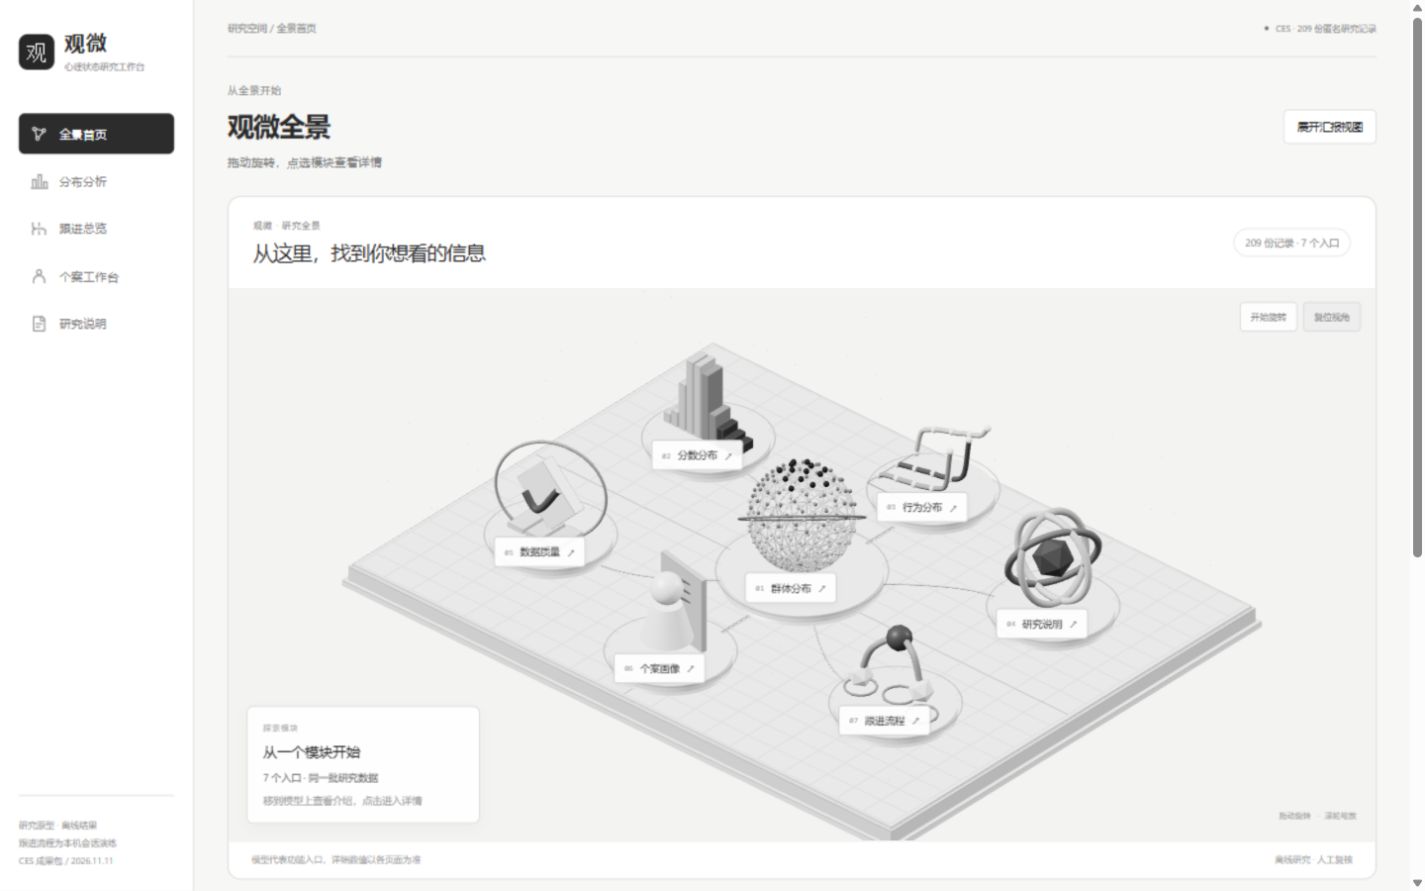 观
观微
心理状态研究工作台
全景首页
分布分析
跟进总览
个案工作台
研究说明
研究原型 · 离线结果
跟进流程为本机会话演练
CES 成果包 / 2026.11.11
研究空间 / 全景首页
CES · 209 份匿名研究记录
从全景开始
观微全景
拖动旋转，点选模块查看详情
展开汇报视图
观微 · 研究全景
从这里，找到你想看的信息
209 份记录 · 7 个入口
开始旋转
复位视角
02 分数分布 ↗
03 行为分布 ↗
05 数据质量 ↗
01 群体分布 ↗
04 研究说明 ↗
06 个案画像 ↗
07 跟进流程 ↗
探索模块
从一个模块开始
7 个入口 · 同一批研究数据
移到模型上查看介绍，点击进入详情
拖动旋转 · 滚轮缩放
模型代表功能入口，详细数值以各页面为准
离线研究 · 人工复核